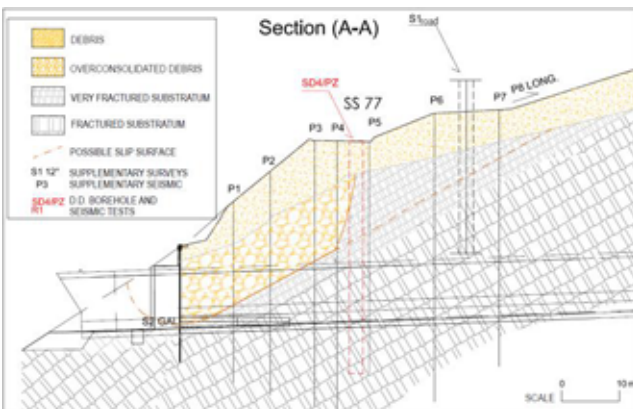 Section (A-A)
DEBRIS
OVERCONSOLIDATED DEBRIS
VERY FRACTURED SUBSTRATUM
FRACTURED SUBSTRATUM
POSSIBLE SLIP SURFACE
S1 12" SUPPLEMENTARY SURVEYS
P3 SUPPLEMENTARY SEISMIC
SD4/PZ D.D. BOREHOLE AND
R1 SEISMIC TESTS
S1road
SD4/PZ
SS 77
P1
P2
P3
P4
P5
P6
P7
P8 LONG.
S2 GAL
SCALE
0
10 m